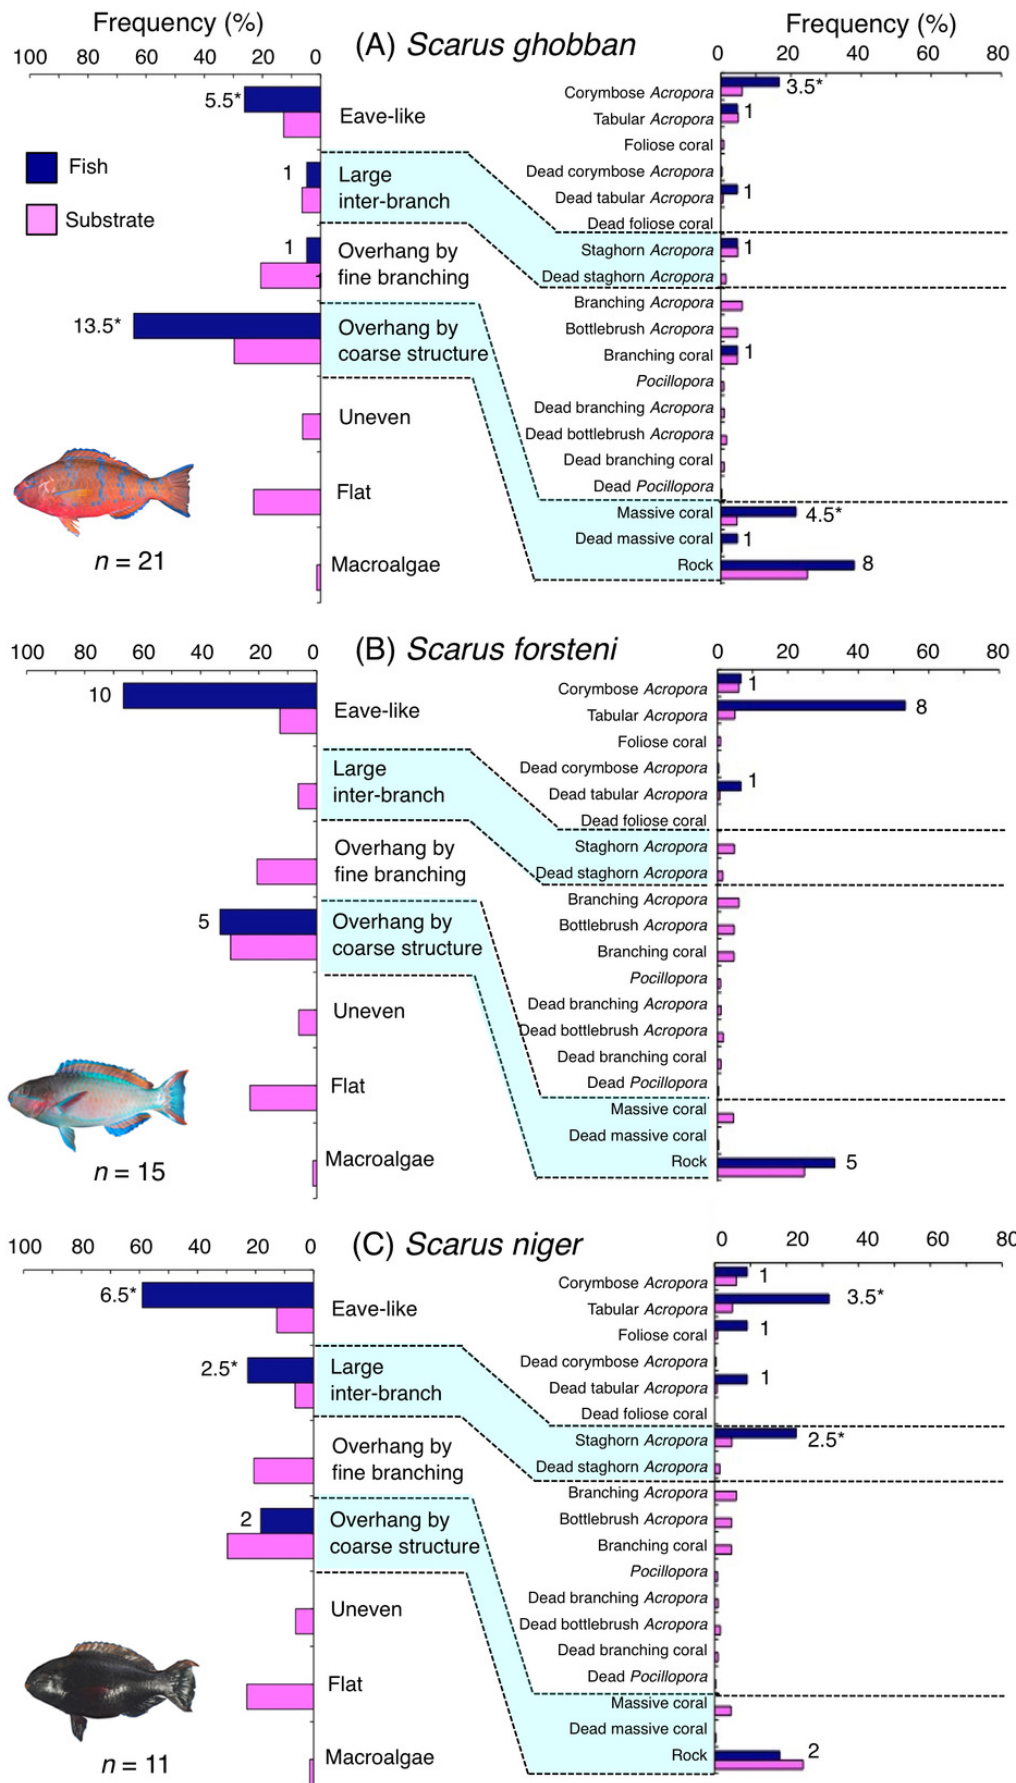 Frequency (%)
Frequency (%)
(A) Scarus ghobban
100 80 60 40 20 0
0 20 40 60 80
Fish
Substrate
5.5*
1
1
13.5*
Eave-like
Large
inter-branch
Overhang by
fine branching
Overhang by
coarse structure
Uneven
Flat
Macroalgae
n = 21
Corymbose Acropora 3.5*
Tabular Acropora 1
Foliose coral
Dead corymbose Acropora
Dead tabular Acropora 1
Dead foliose coral
Staghorn Acropora 1
Dead staghorn Acropora
Branching Acropora
Bottlebrush Acropora
Branching coral 1
Pocillopora
Dead branching Acropora
Dead bottlebrush Acropora
Dead branching coral
Dead Pocillopora
Massive coral 4.5*
Dead massive coral 1
Rock 8
(B) Scarus forsteni
100 80 60 40 20 0
0 20 40 60 80
10
5
Eave-like
Large
inter-branch
Overhang by
fine branching
Overhang by
coarse structure
Uneven
Flat
Macroalgae
n = 15
Corymbose Acropora 1
Tabular Acropora 8
Foliose coral
Dead corymbose Acropora
Dead tabular Acropora 1
Dead foliose coral
Staghorn Acropora
Dead staghorn Acropora
Branching Acropora
Bottlebrush Acropora
Branching coral
Pocillopora
Dead branching Acropora
Dead bottlebrush Acropora
Dead branching coral
Dead Pocillopora
Massive coral
Dead massive coral
Rock 5
(C) Scarus niger
100 80 60 40 20 0
0 20 40 60 80
6.5*
2.5*
2
Eave-like
Large
inter-branch
Overhang by
fine branching
Overhang by
coarse structure
Uneven
Flat
Macroalgae
n = 11
Corymbose Acropora 1
Tabular Acropora 3.5*
Foliose coral 1
Dead corymbose Acropora
Dead tabular Acropora 1
Dead foliose coral
Staghorn Acropora 2.5*
Dead staghorn Acropora
Branching Acropora
Bottlebrush Acropora
Branching coral
Pocillopora
Dead branching Acropora
Dead bottlebrush Acropora
Dead branching coral
Dead Pocillopora
Massive coral
Dead massive coral
Rock 2